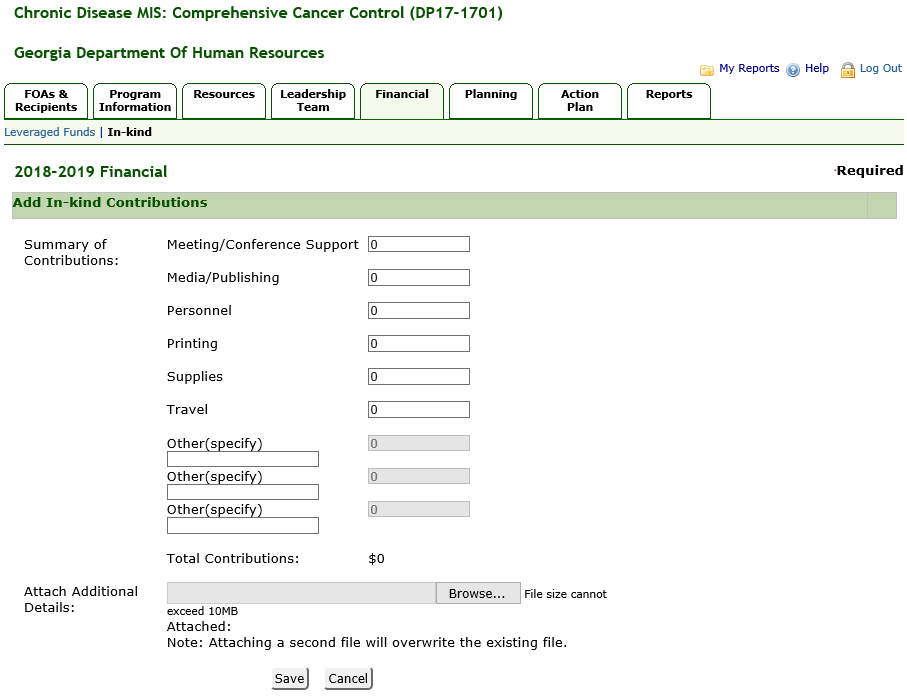 Chronic Disease MIS: Comprehensive Cancer Control (DP17-1701)
Georgia Department Of Human Resources
My Reports Help Log Out
FOAs & Recipients Program Information Resources Leadership Team Financial Planning Action Plan Reports
Leveraged Funds | In-kind
2018-2019 Financial
*Required
Add In-kind Contributions
Summary of Contributions:
Meeting/Conference Support 0
Media/Publishing 0
Personnel 0
Printing 0
Supplies 0
Travel 0
Other(specify) 0
Other(specify) 0
Other(specify) 0
Total Contributions: $0
Attach Additional Details:
Browse... File size cannot
exceed 10MB
Attached:
Note: Attaching a second file will overwrite the existing file.
Save Cancel